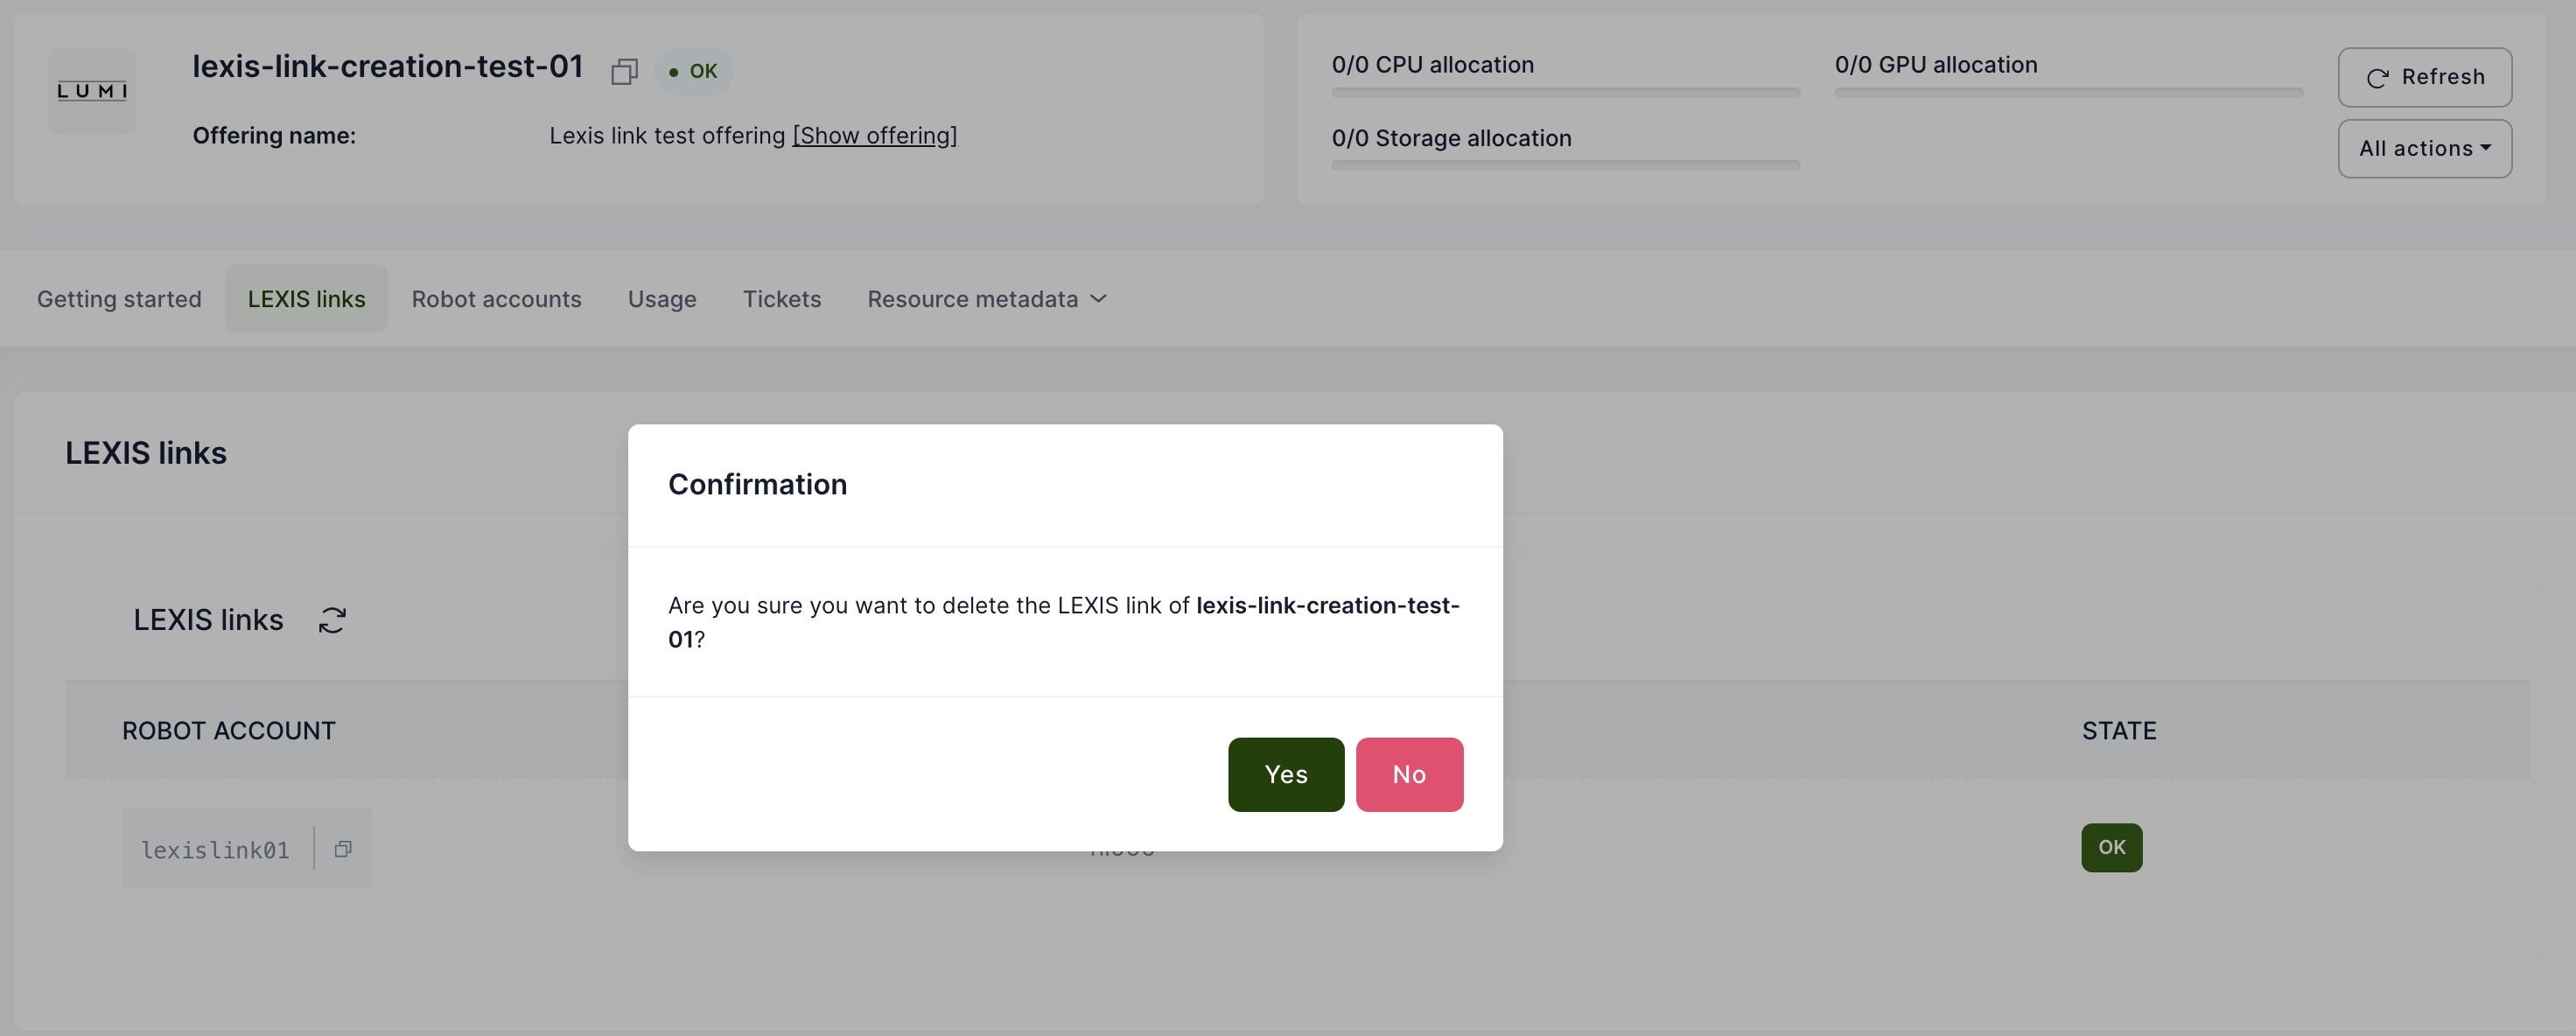 LUMI
lexis-link-creation-test-01
OK
Offering name:
Lexis link test offering [Show offering]
0/0 CPU allocation
0/0 GPU allocation
0/0 Storage allocation
Refresh
All actions
Getting started
LEXIS links
Robot accounts
Usage
Tickets
Resource metadata
LEXIS links
Confirmation
Are you sure you want to delete the LEXIS link of lexis-link-creation-test-
01?
Yes
No
LEXIS links
ROBOT ACCOUNT
STATE
lexislink01
OK